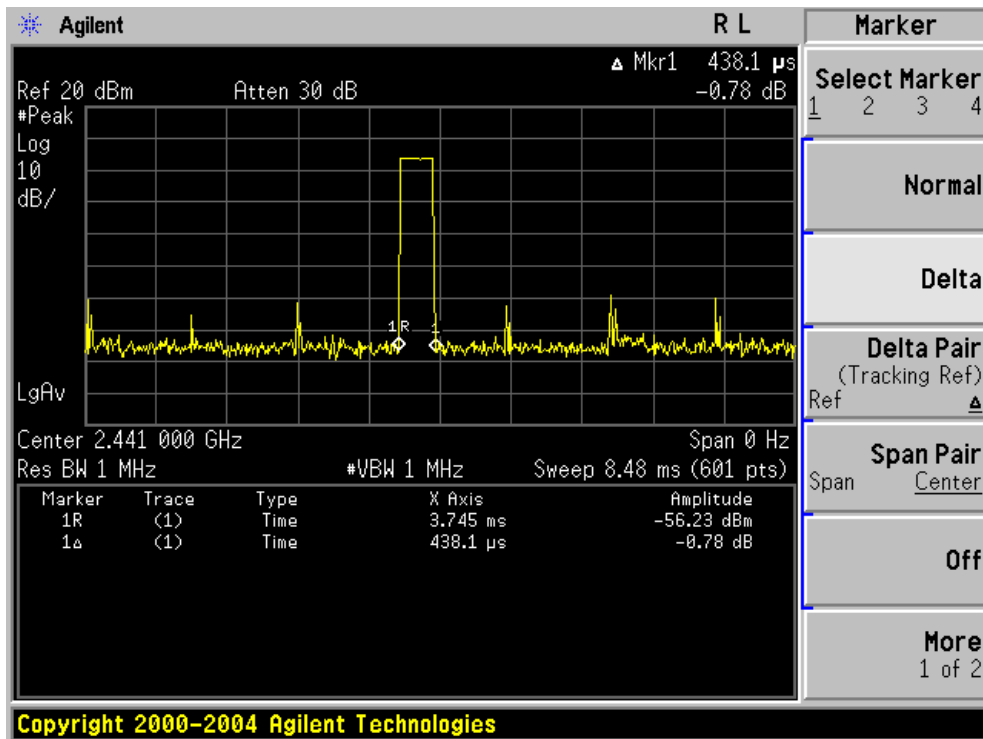 Agilent R L
Δ Mkr1 438.1 μs
Ref 20 dBm Atten 30 dB -0.78 dB
#Peak
Log
10
dB/
1R 1
LgAv
Center 2.441 000 GHz Span 0 Hz
Res BW 1 MHz #VBW 1 MHz Sweep 8.48 ms (601 pts)
Marker Trace Type X Axis Amplitude
1R (1) Time 3.745 ms -56.23 dBm
1Δ (1) Time 438.1 μs -0.78 dB
Marker
Select Marker
1 2 3 4
Normal
Delta
Delta Pair
(Tracking Ref)
Ref Δ
Span Pair
Span Center
Off
More
1 of 2
Copyright 2000-2004 Agilent Technologies